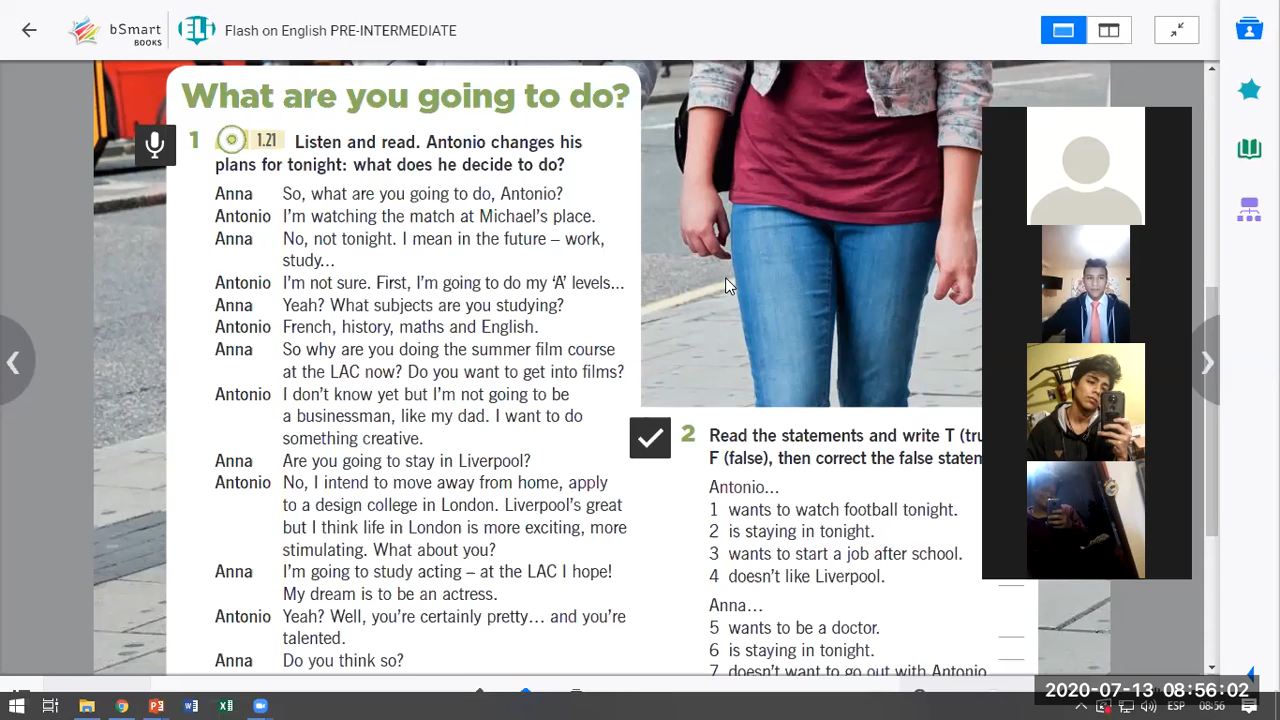 bSmart
BOOKS
ELi
Flash on English PRE-INTERMEDIATE
What are you going to do?
1 1.21 Listen and read. Antonio changes his
plans for tonight: what does he decide to do?
Anna So, what are you going to do, Antonio?
Antonio I'm watching the match at Michael's place.
Anna No, not tonight. I mean in the future – work,
study...
Antonio I'm not sure. First, I'm going to do my 'A' levels...
Anna Yeah? What subjects are you studying?
Antonio French, history, maths and English.
Anna So why are you doing the summer film course
at the LAC now? Do you want to get into films?
Antonio I don't know yet but I'm not going to be
a businessman, like my dad. I want to do
something creative.
Anna Are you going to stay in Liverpool?
Antonio No, I intend to move away from home, apply
to a design college in London. Liverpool's great
but I think life in London is more exciting, more
stimulating. What about you?
Anna I'm going to study acting – at the LAC I hope!
My dream is to be an actress.
Antonio Yeah? Well, you're certainly pretty... and you're
talented.
Anna Do you think so?
2 Read the statements and write T (tru
F (false), then correct the false statem
Antonio...
1 wants to watch football tonight.
2 is staying in tonight.
3 wants to start a job after school.
4 doesn't like Liverpool.
Anna...
5 wants to be a doctor.
6 is staying in tonight.
7 doesn't want to go out with Antonio
2020-07-13 08:56:02
ESP 08:56